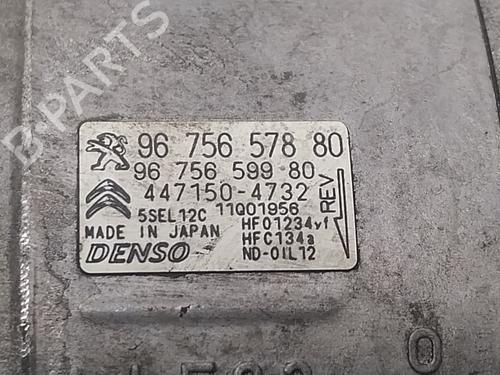 B-PARTS
96 756 578 80
96 756 599 80
447150-4732
5SEL12C 11Q01956
MADE IN JAPAN HFO1234yf
HFC134a
DENSO ND-OIL12
REV